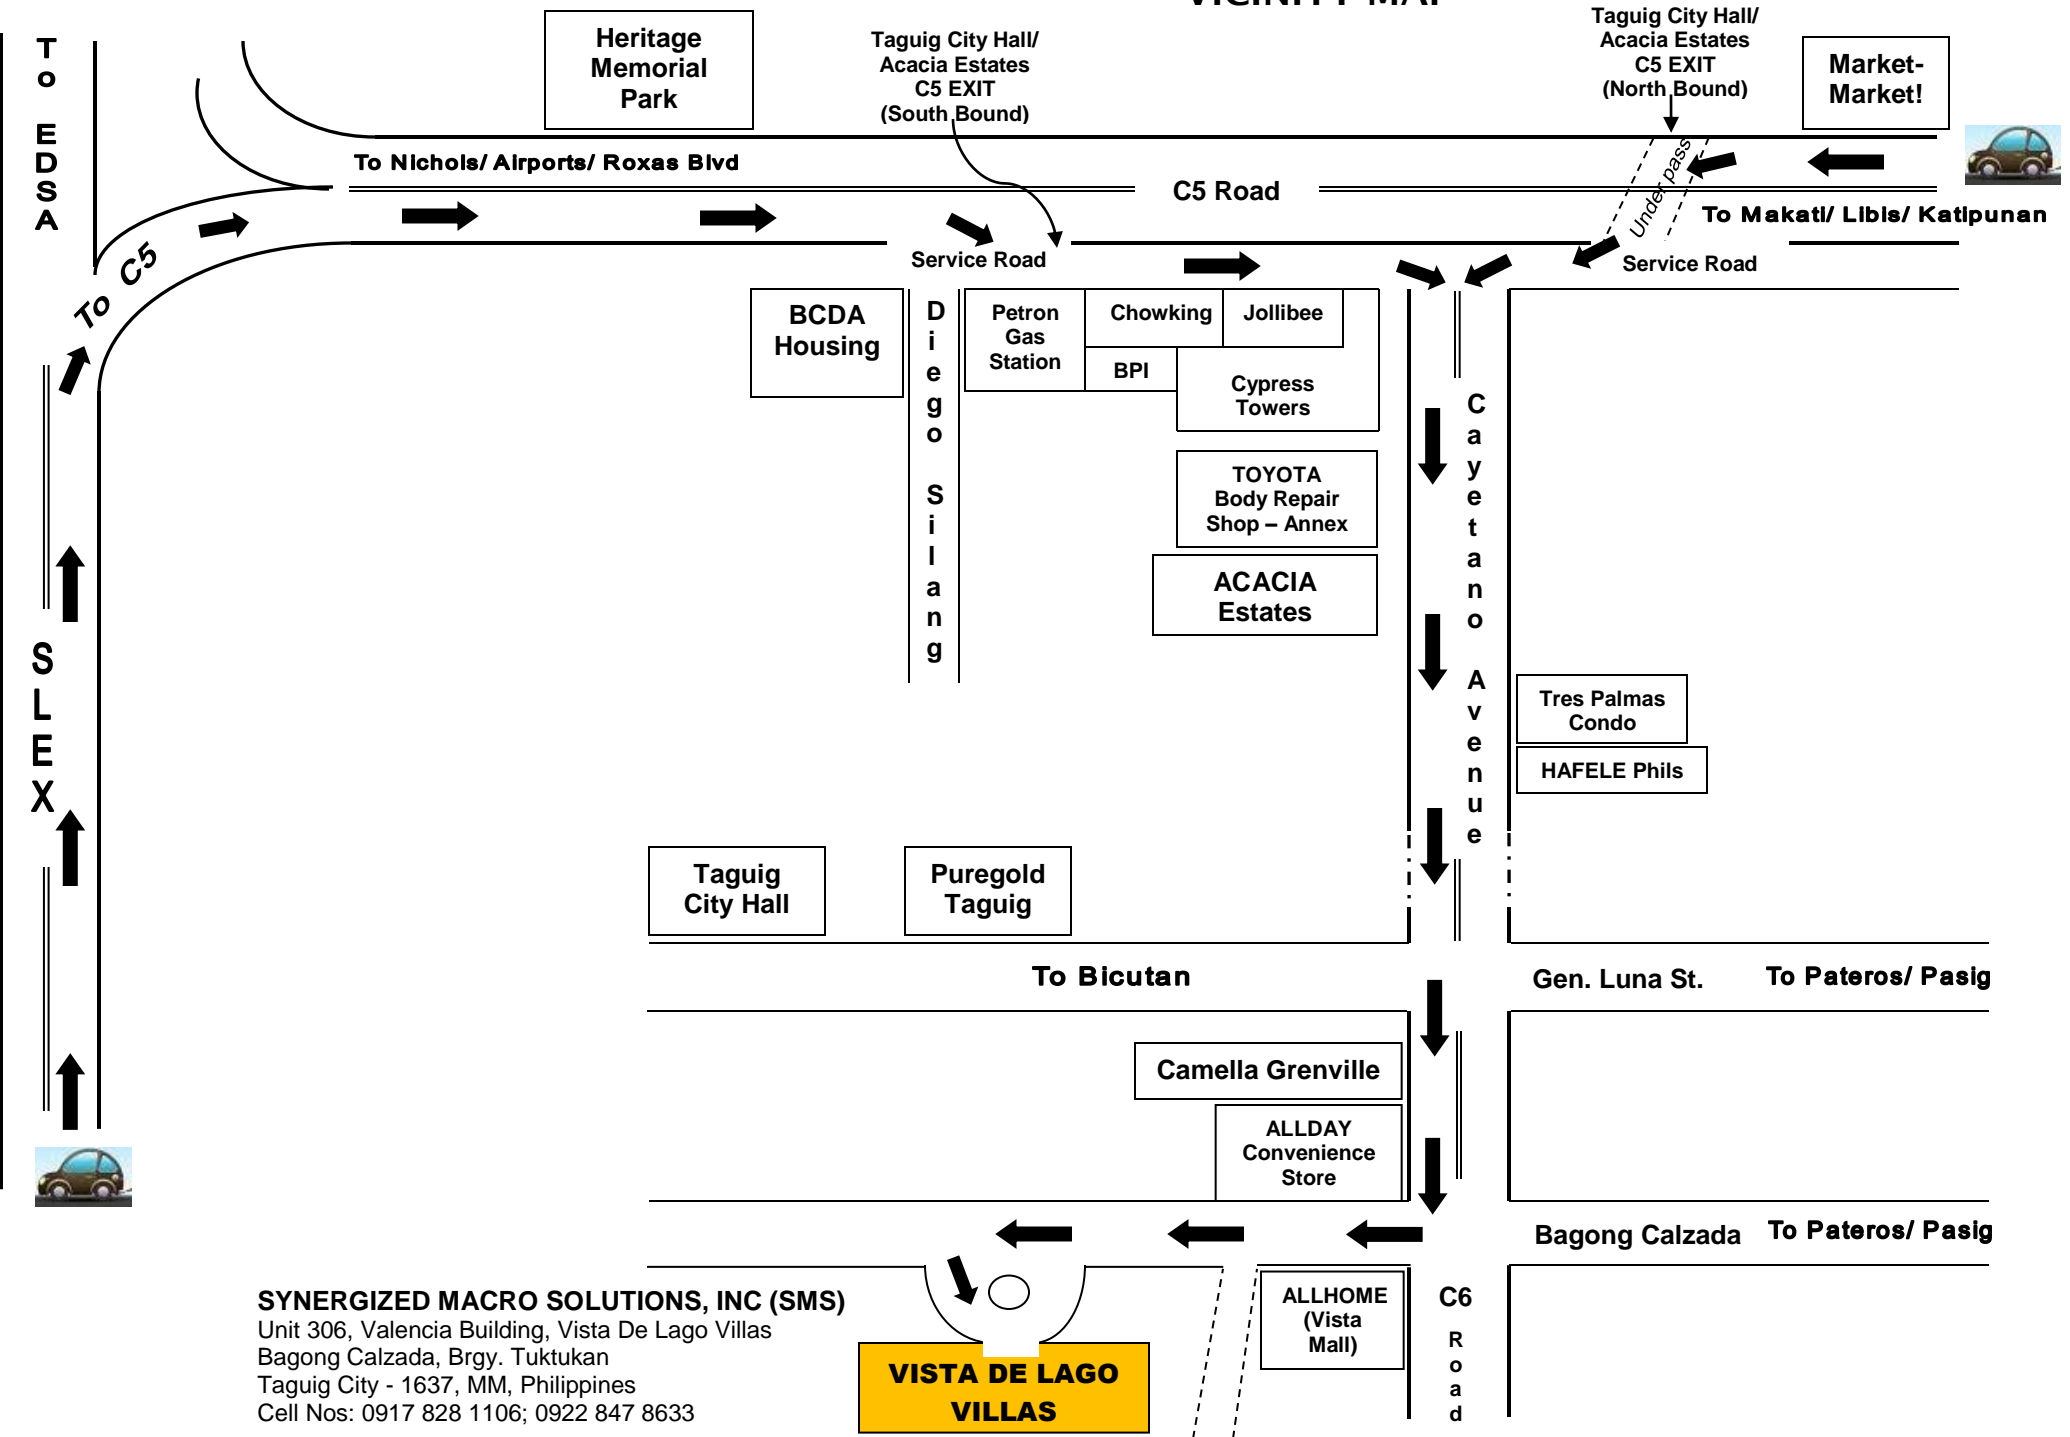 VICINITY MAP
To EDSA
Heritage
Memorial
Park
Taguig City Hall/
Acacia Estates
C5 EXIT
(South Bound)
Taguig City Hall/
Acacia Estates
C5 EXIT
(North Bound)
Market-
Market!
To Nichols/ Airports/ Roxas Blvd
C5 Road
Under pass
To Makati/ Libis/ Katipunan
To C5
Service Road
Service Road
BCDA
Housing
Diego Silang
Petron
Gas
Station
Chowking
Jollibee
BPI
Cypress
Towers
Cayetano Avenue
TOYOTA
Body Repair
Shop – Annex
ACACIA
Estates
SLEX
Tres Palmas
Condo
HAFELE Phils
Taguig
City Hall
Puregold
Taguig
To Bicutan
Gen. Luna St.
To Pateros/ Pasig
Camella Grenville
ALLDAY
Convenience
Store
Bagong Calzada
To Pateros/ Pasig
ALLHOME
(Vista
Mall)
C6
Road
SYNERGIZED MACRO SOLUTIONS, INC (SMS)
Unit 306, Valencia Building, Vista De Lago Villas
Bagong Calzada, Brgy. Tuktukan
Taguig City - 1637, MM, Philippines
Cell Nos: 0917 828 1106; 0922 847 8633
VISTA DE LAGO
VILLAS